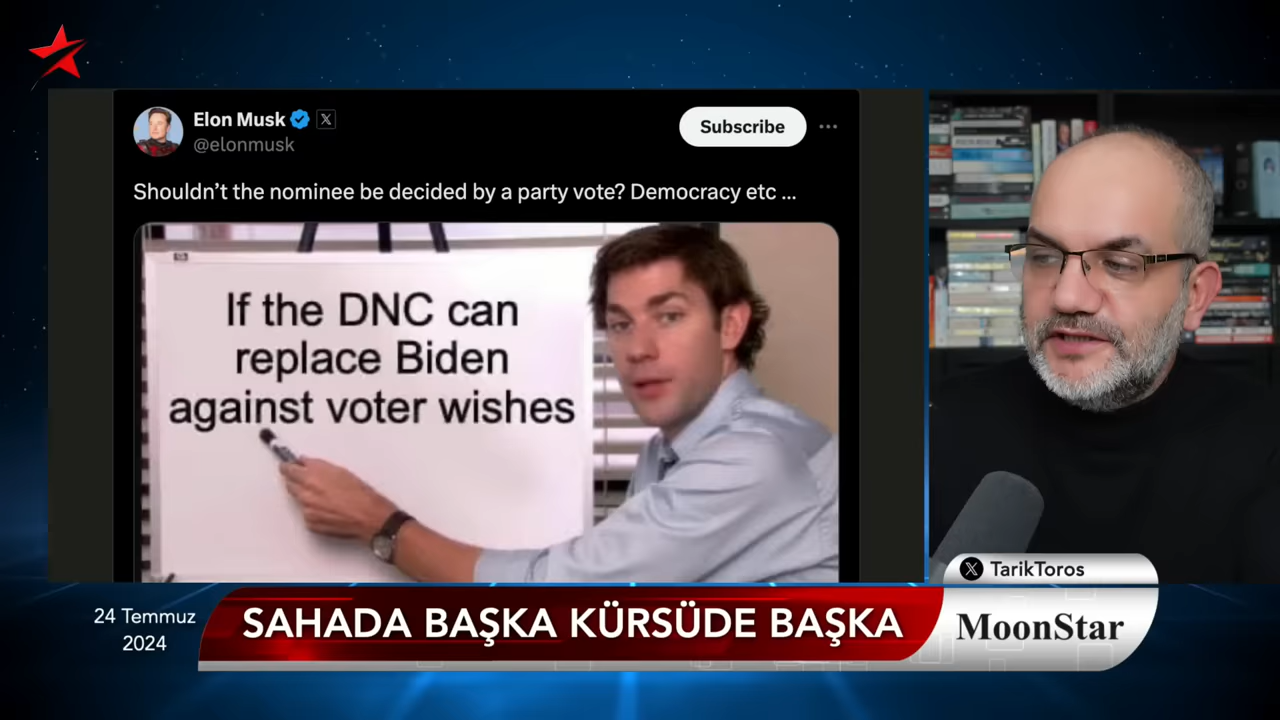 Elon Musk
@elonmusk
Subscribe
Shouldn't the nominee be decided by a party vote? Democracy etc ...
If the DNC can
replace Biden
against voter wishes
X TarikToros
24 Temmuz
2024
SAHADA BAŞKA KÜRSÜDE BAŞKA
MoonStar